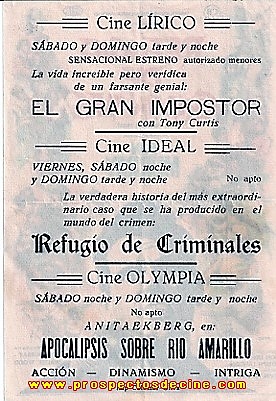 Cine LÍRICO
SÁBADO y DOMINGO tarde y noche
SENSACIONAL ESTRENO autorizado menores
La vida increíble pero verídica
de un farsante genial:
EL GRAN IMPOSTOR
con Tony Curtis
Cine IDEAL
VIERNES, SÁBADO noche
y DOMINGO tarde y noche No apto
La verdadera historia del más extraordi-
nario caso que se ha producido en el
mundo del crimen:
Refugio de Criminales
Cine OLYMPIA
SÁBADO noche y DOMINGO tarde y noche
No apto
ANITAEKBERG, en:
APOCALIPSIS SOBRE RIO AMARILLO
ACCIÓN - DINAMISMO - INTRIGA
www.prospectosdecine.com